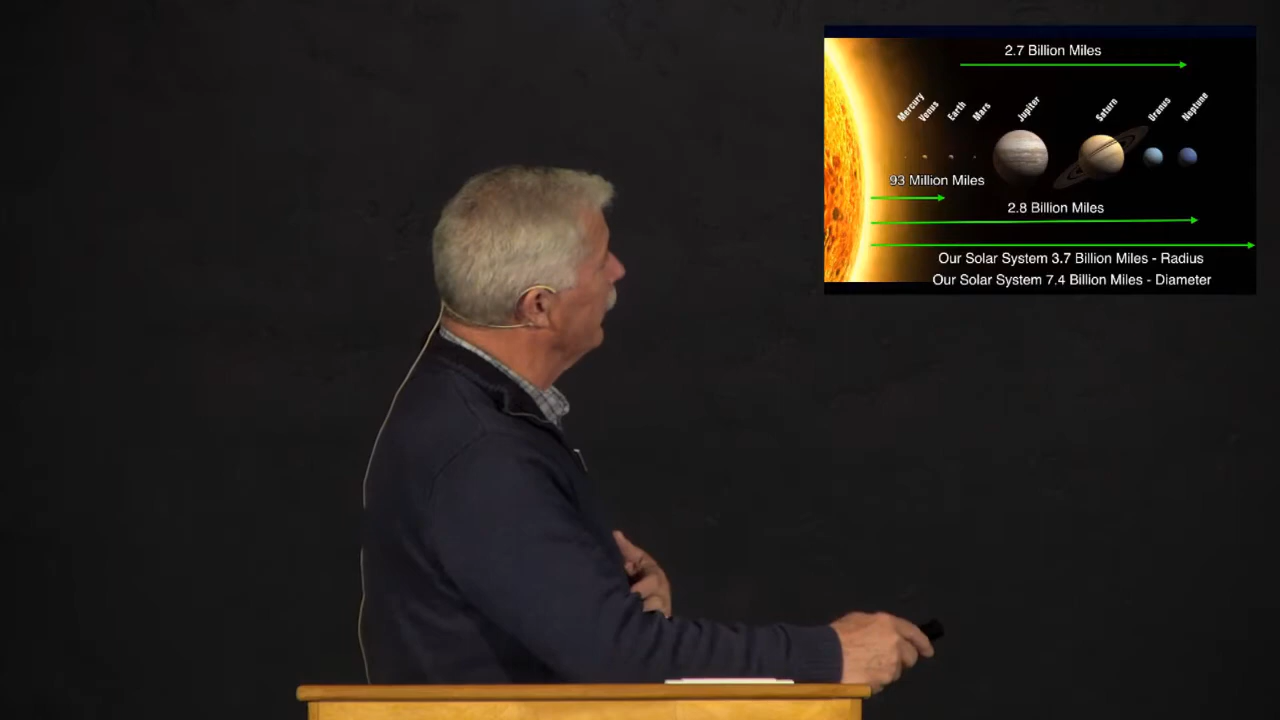 2.7 Billion Miles
Mercury
Venus
Earth
Mars
Jupiter
Saturn
Uranus
Neptune
93 Million Miles
2.8 Billion Miles
Our Solar System 3.7 Billion Miles - Radius
Our Solar System 7.4 Billion Miles - Diameter